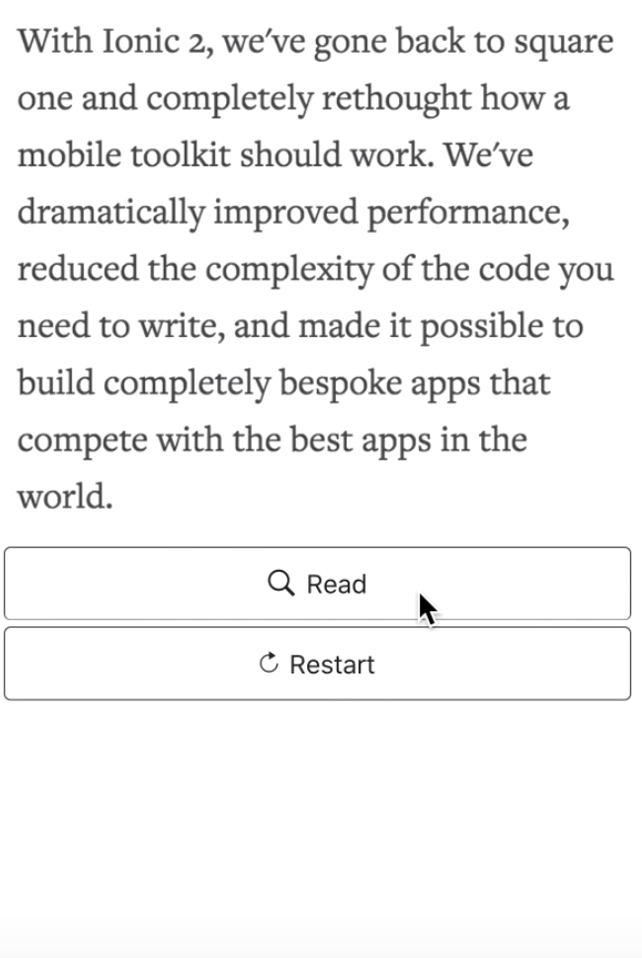 With Ionic 2, we've gone back to square
one and completely rethought how a
mobile toolkit should work. We've
dramatically improved performance,
reduced the complexity of the code you
need to write, and made it possible to
build completely bespoke apps that
compete with the best apps in the
world.
Read
Restart